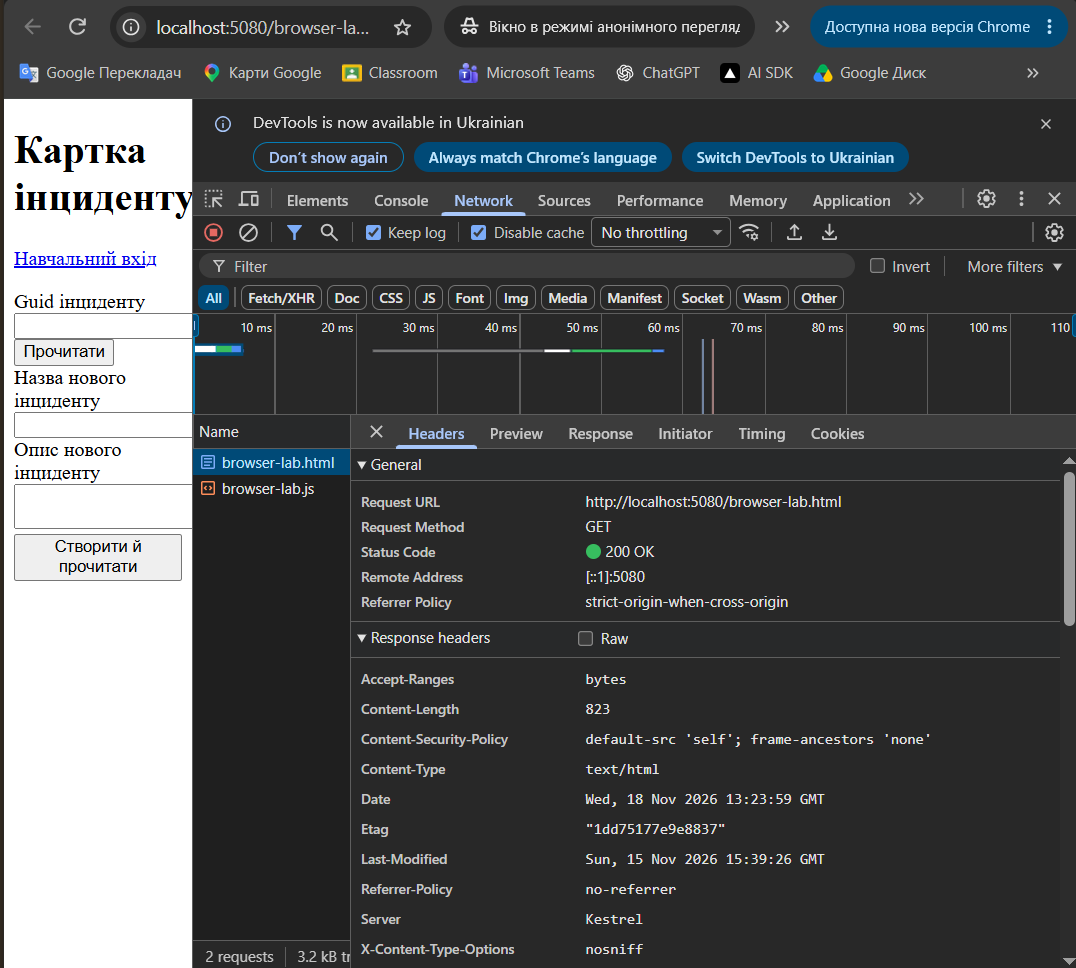 localhost:5080/browser-la...
Вікно в режимі анонімного перегляд
Доступна нова версія Chrome
Google Перекладач
Карти Google
Classroom
Microsoft Teams
ChatGPT
AI SDK
Google Диск
Картка
інциденту
Навчальний вхід
Guid інциденту
Прочитати
Назва нового
інциденту
Опис нового
інциденту
Створити й
прочитати
DevTools is now available in Ukrainian
Don't show again
Always match Chrome's language
Switch DevTools to Ukrainian
Elements Console Network Sources Performance Memory Application
Keep log Disable cache No throttling
Filter Invert More filters
All Fetch/XHR Doc CSS JS Font Img Media Manifest Socket Wasm Other
10 ms 20 ms 30 ms 40 ms 50 ms 60 ms 70 ms 80 ms 90 ms 100 ms 110
Name
browser-lab.html
browser-lab.js
Headers Preview Response Initiator Timing Cookies
General
Request URL http://localhost:5080/browser-lab.html
Request Method GET
Status Code 200 OK
Remote Address [::1]:5080
Referrer Policy strict-origin-when-cross-origin
Response headers Raw
Accept-Ranges bytes
Content-Length 823
Content-Security-Policy default-src 'self'; frame-ancestors 'none'
Content-Type text/html
Date Wed, 18 Nov 2026 13:23:59 GMT
Etag "1dd75177e9e8837"
Last-Modified Sun, 15 Nov 2026 15:39:26 GMT
Referrer-Policy no-referrer
Server Kestrel
X-Content-Type-Options nosniff
2 requests 3.2 kB tr